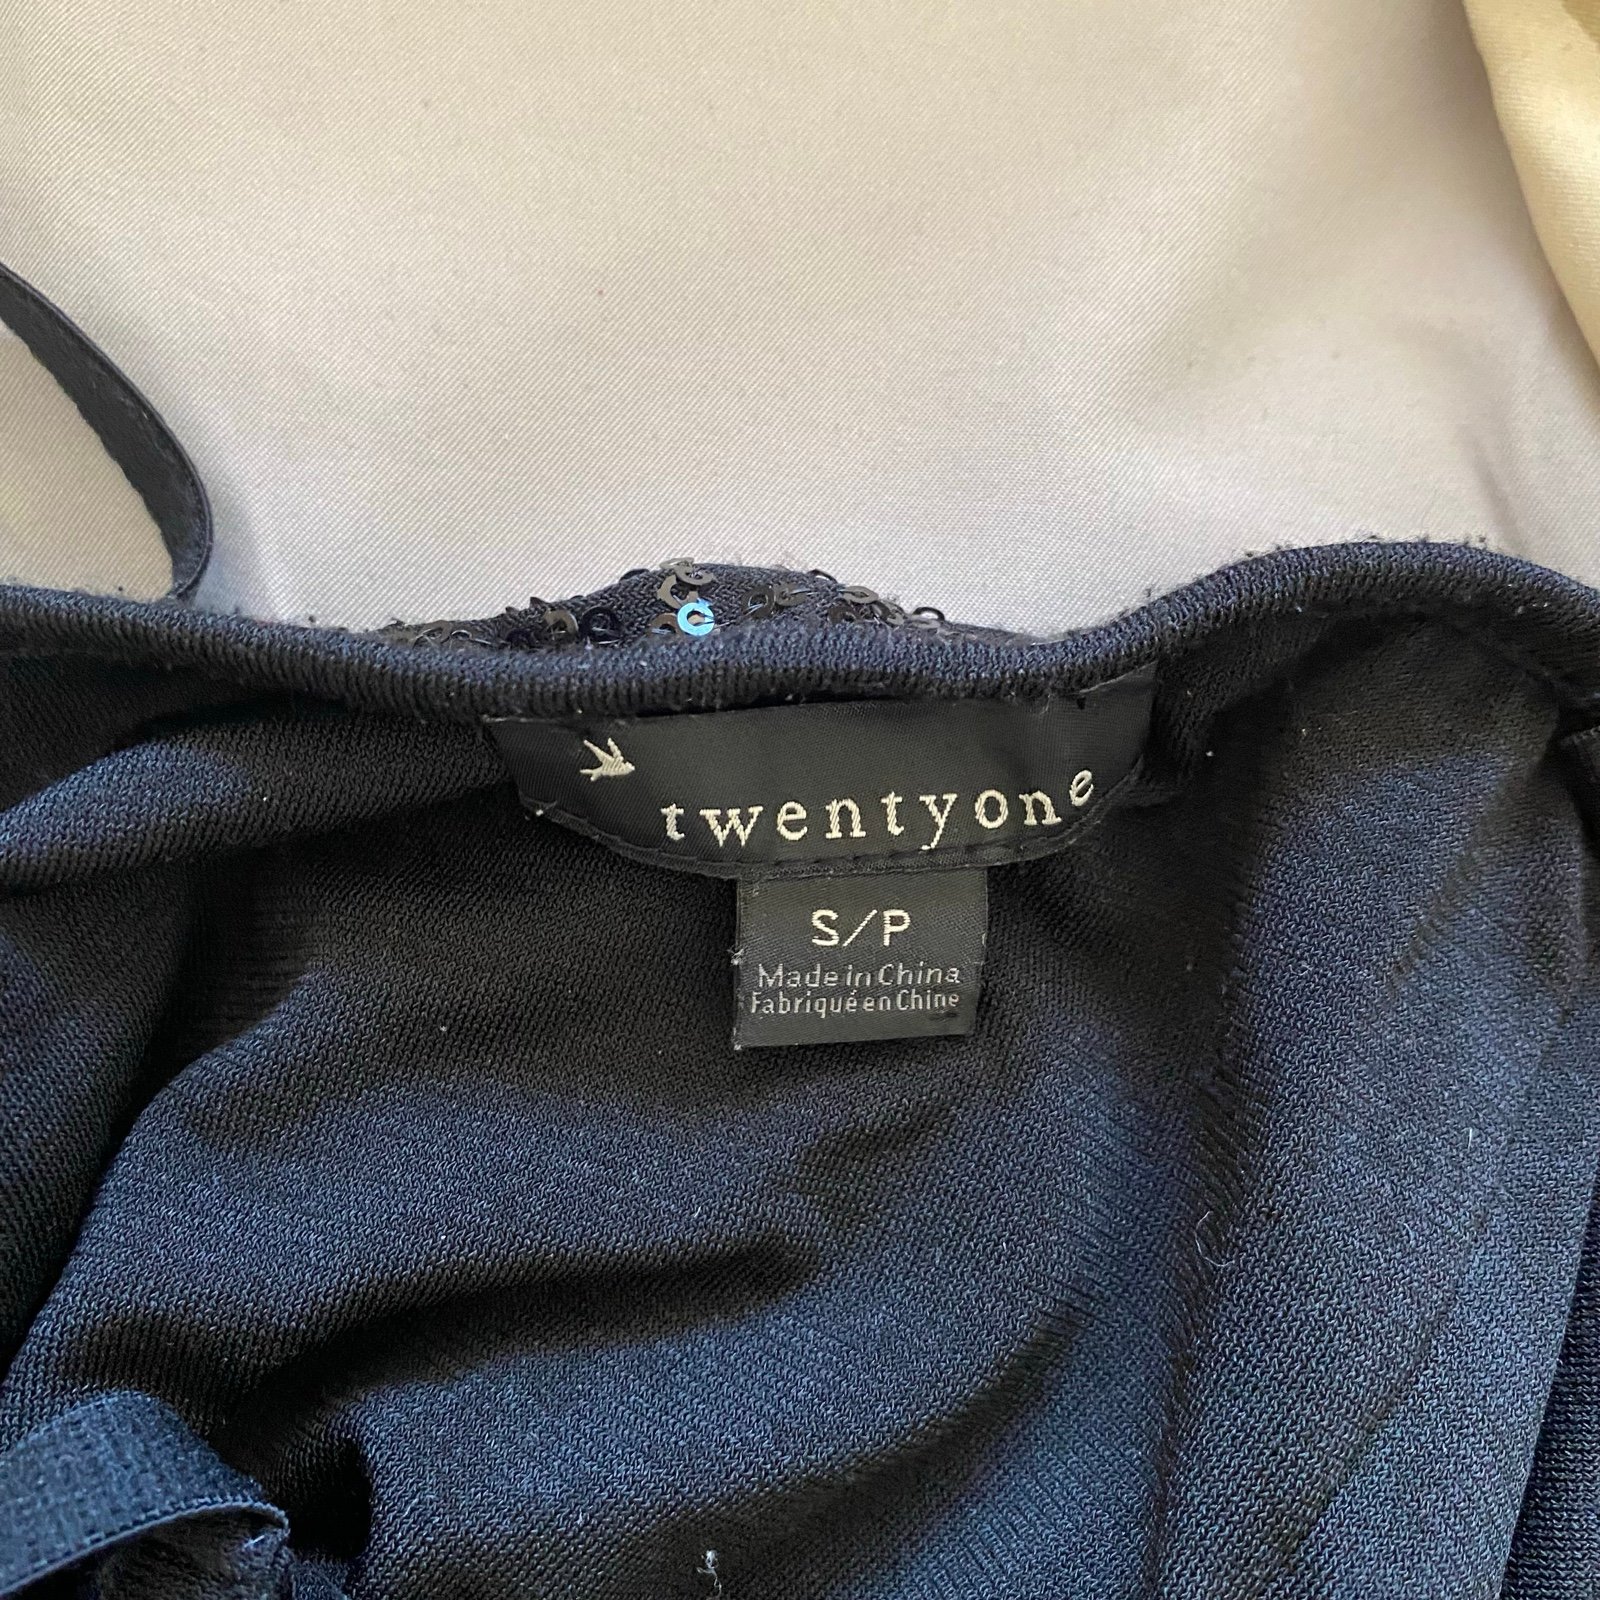 twentyone
S/P
Made in China
Fabriqué en Chine